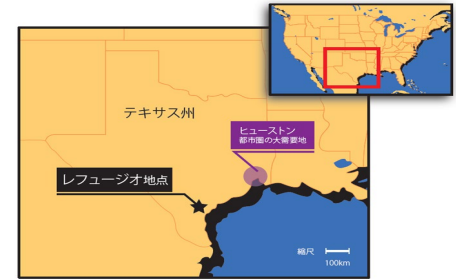 テキサス州
ヒューストン
都市圏の大需要地
レフュージオ地点
縮尺
100km